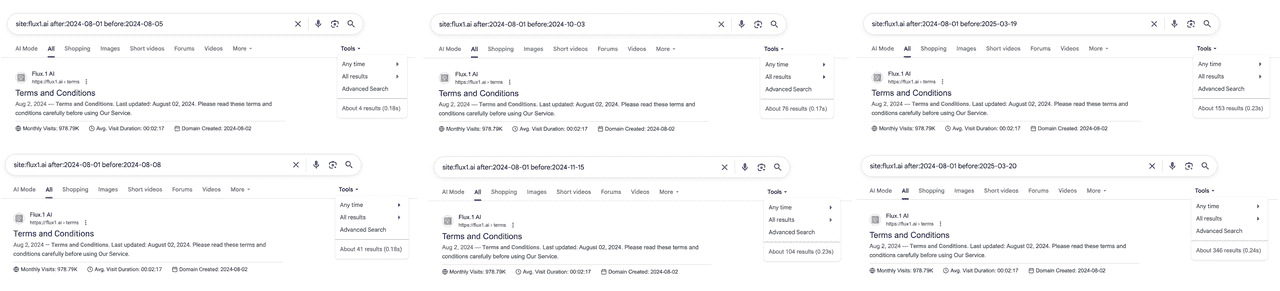 site:flux1.ai after:2024-08-01 before:2024-08-05
AI Mode All Shopping Images Short videos Forums Videos More Tools
Any time
All results
Advanced Search
About 4 results (0.18s)
Flux.1 AI
https://flux1.ai › terms
Terms and Conditions
Aug 2, 2024 — Terms and Conditions. Last updated: August 02, 2024. Please read these terms and
conditions carefully before using Our Service.
Monthly Visits: 978.79K Avg. Visit Duration: 00:02:17 Domain Created: 2024-08-02
site:flux1.ai after:2024-08-01 before:2024-10-03
AI Mode All Shopping Images Short videos Forums Videos More Tools
Any time
All results
Advanced Search
About 76 results (0.17s)
Flux.1 AI
https://flux1.ai › terms
Terms and Conditions
Aug 2, 2024 — Terms and Conditions. Last updated: August 02, 2024. Please read these terms and
conditions carefully before using Our Service.
Monthly Visits: 978.79K Avg. Visit Duration: 00:02:17 Domain Created: 2024-08-02
site:flux1.ai after:2024-08-01 before:2025-03-19
AI Mode All Shopping Images Short videos Forums Videos More Tools
Any time
All results
Advanced Search
About 153 results (0.23s)
Flux.1 AI
https://flux1.ai › terms
Terms and Conditions
Aug 2, 2024 — Terms and Conditions. Last updated: August 02, 2024. Please read these terms and
conditions carefully before using Our Service.
Monthly Visits: 978.79K Avg. Visit Duration: 00:02:17 Domain Created: 2024-08-02
site:flux1.ai after:2024-08-01 before:2024-08-08
AI Mode All Shopping Images Short videos Forums Videos More Tools
Any time
All results
Advanced Search
About 41 results (0.18s)
Flux.1 AI
https://flux1.ai › terms
Terms and Conditions
Aug 2, 2024 — Terms and Conditions. Last updated: August 02, 2024. Please read these terms and
conditions carefully before using Our Service.
Monthly Visits: 978.79K Avg. Visit Duration: 00:02:17 Domain Created: 2024-08-02
site:flux1.ai after:2024-08-01 before:2024-11-15
AI Mode All Shopping Images Short videos Forums Videos More Tools
Any time
All results
Advanced Search
About 104 results (0.23s)
Flux.1 AI
https://flux1.ai › terms
Terms and Conditions
Aug 2, 2024 — Terms and Conditions. Last updated: August 02, 2024. Please read these terms and
conditions carefully before using Our Service.
Monthly Visits: 978.79K Avg. Visit Duration: 00:02:17 Domain Created: 2024-08-02
site:flux1.ai after:2024-08-01 before:2025-03-20
AI Mode All Shopping Images Short videos Forums Videos More Tools
Any time
All results
Advanced Search
About 346 results (0.24s)
Flux.1 AI
https://flux1.ai › terms
Terms and Conditions
Aug 2, 2024 — Terms and Conditions. Last updated: August 02, 2024. Please read these terms and
conditions carefully before using Our Service.
Monthly Visits: 978.79K Avg. Visit Duration: 00:02:17 Domain Created: 2024-08-02